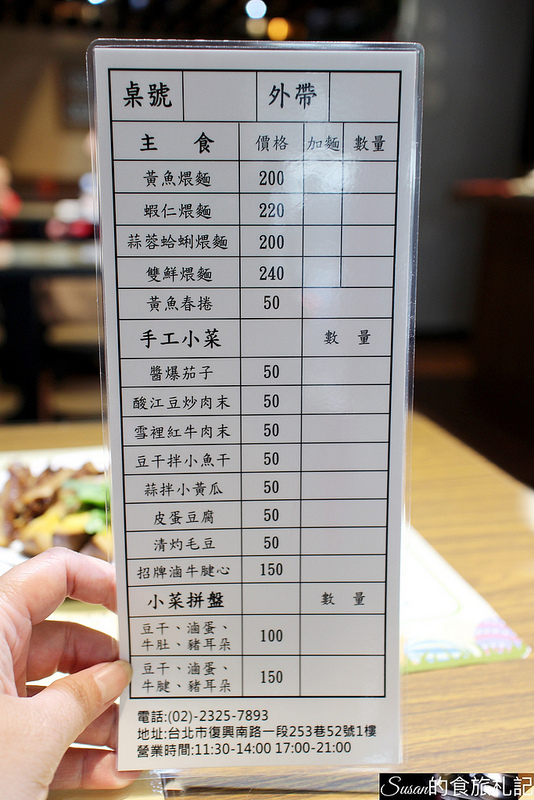 桌號 外帶
主食 價格 加麵 數量
黃魚煨麵 200
蝦仁煨麵 220
蒜蓉蛤蜊煨麵 200
雙鮮煨麵 240
黃魚春捲 50
手工小菜 數量
醬爆茄子 50
酸江豆炒肉末 50
雪裡紅牛肉末 50
豆干拌小魚干 50
蒜拌小黃瓜 50
皮蛋豆腐 50
清灼毛豆 50
招牌滷牛腱心 150
小菜拼盤 數量
豆干、滷蛋、
牛肚、豬耳朵 100
豆干、滷蛋、
牛腱、豬耳朵 150
電話:(02)-2325-7893
地址:台北市復興南路一段253巷52號1樓
營業時間:11:30-14:00 17:00-21:00
Susan的食旅札記